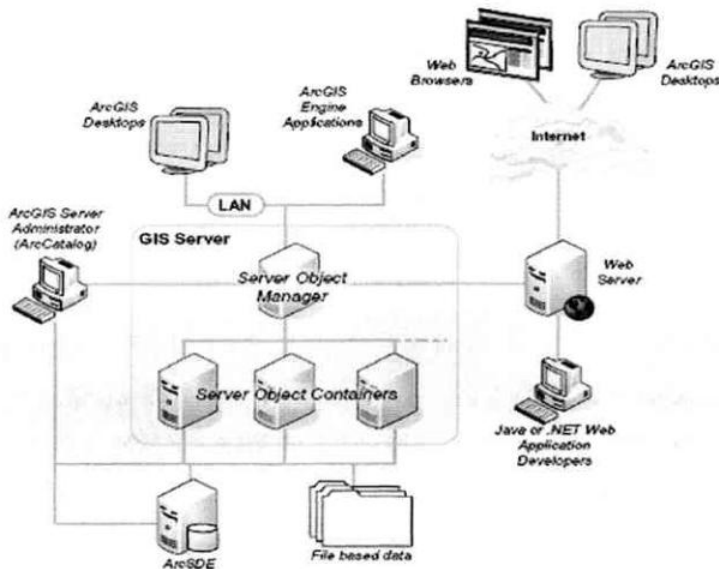 Web
Browsers
ArcGIS
Desktops
ArcGIS
Desktops
ArcGIS
Engine
Applications
Internet
LAN
ArcGIS Server
Administrator
(ArcCatalog)
GIS Server
Server Object
Manager
Web
Server
Server Object Containers
Java or .NET Web
Application
Developers
ArcSDE
File based data